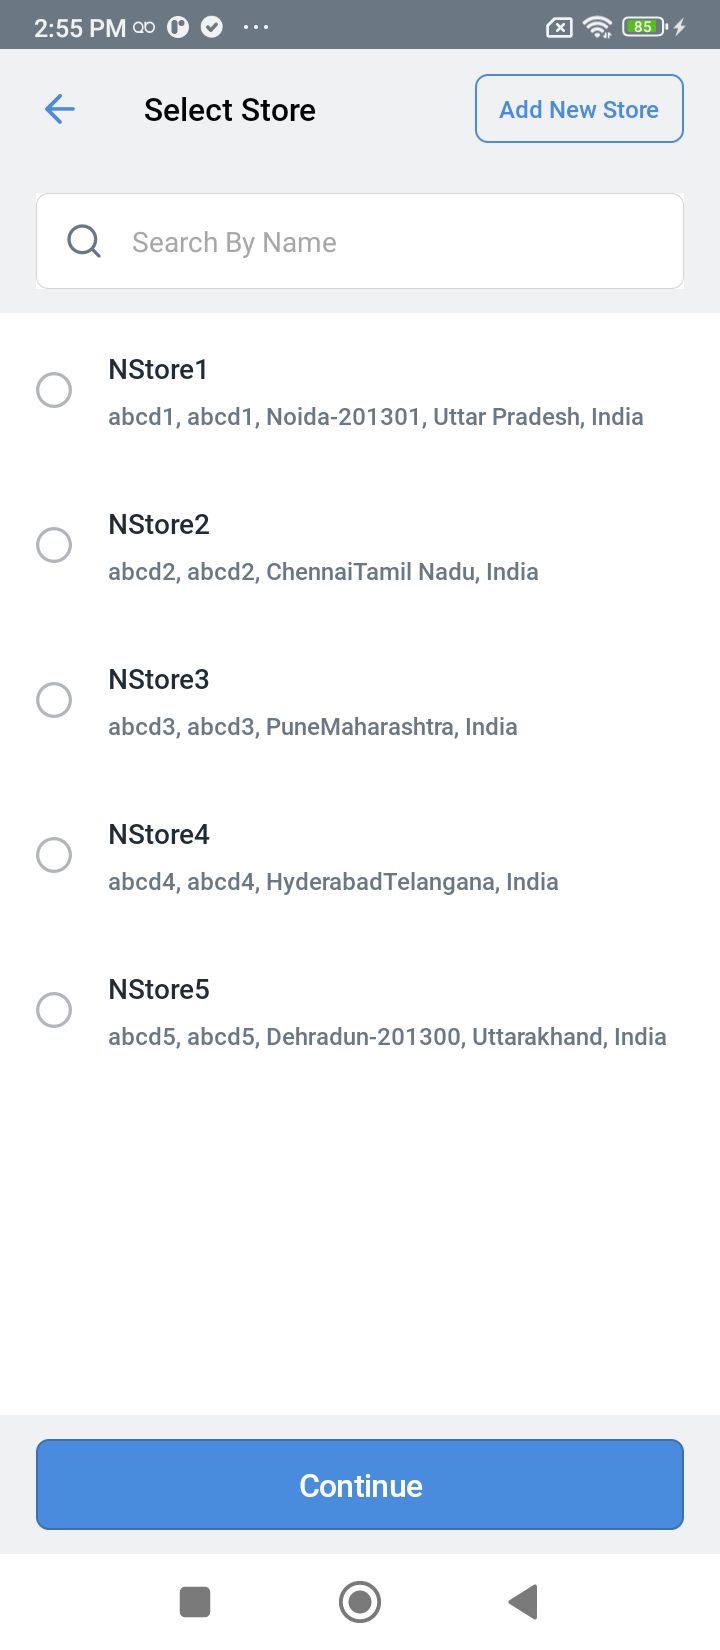 2:55 PM
85
Select Store
Add New Store
Search By Name
NStore1
abcd1, abcd1, Noida-201301, Uttar Pradesh, India
NStore2
abcd2, abcd2, ChennaiTamil Nadu, India
NStore3
abcd3, abcd3, PuneMaharashtra, India
NStore4
abcd4, abcd4, HyderabadTelangana, India
NStore5
abcd5, abcd5, Dehradun-201300, Uttarakhand, India
Continue